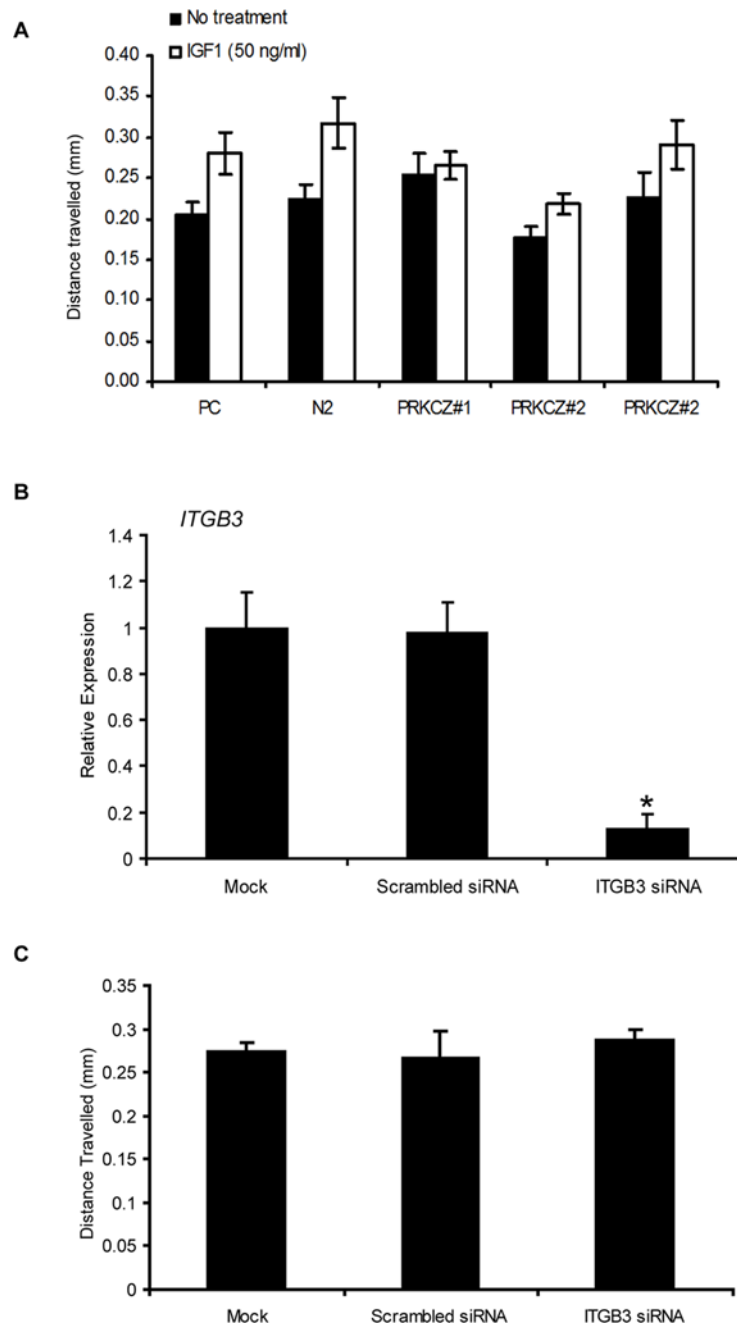 A
No treatment
IGF1 (50 ng/ml)
Distance travelled (mm)
0.40
0.35
0.30
0.25
0.20
0.15
0.10
0.05
0.00
PC N2 PRKCZ#1 PRKCZ#2 PRKCZ#2
B
ITGB3
Relative Expression
1.4
1.2
1
0.8
0.6
0.4
0.2
0
*
Mock Scrambled siRNA ITGB3 siRNA
C
Distance Travelled (mm)
0.35
0.3
0.25
0.2
0.15
0.1
0.05
0
Mock Scrambled siRNA ITGB3 siRNA